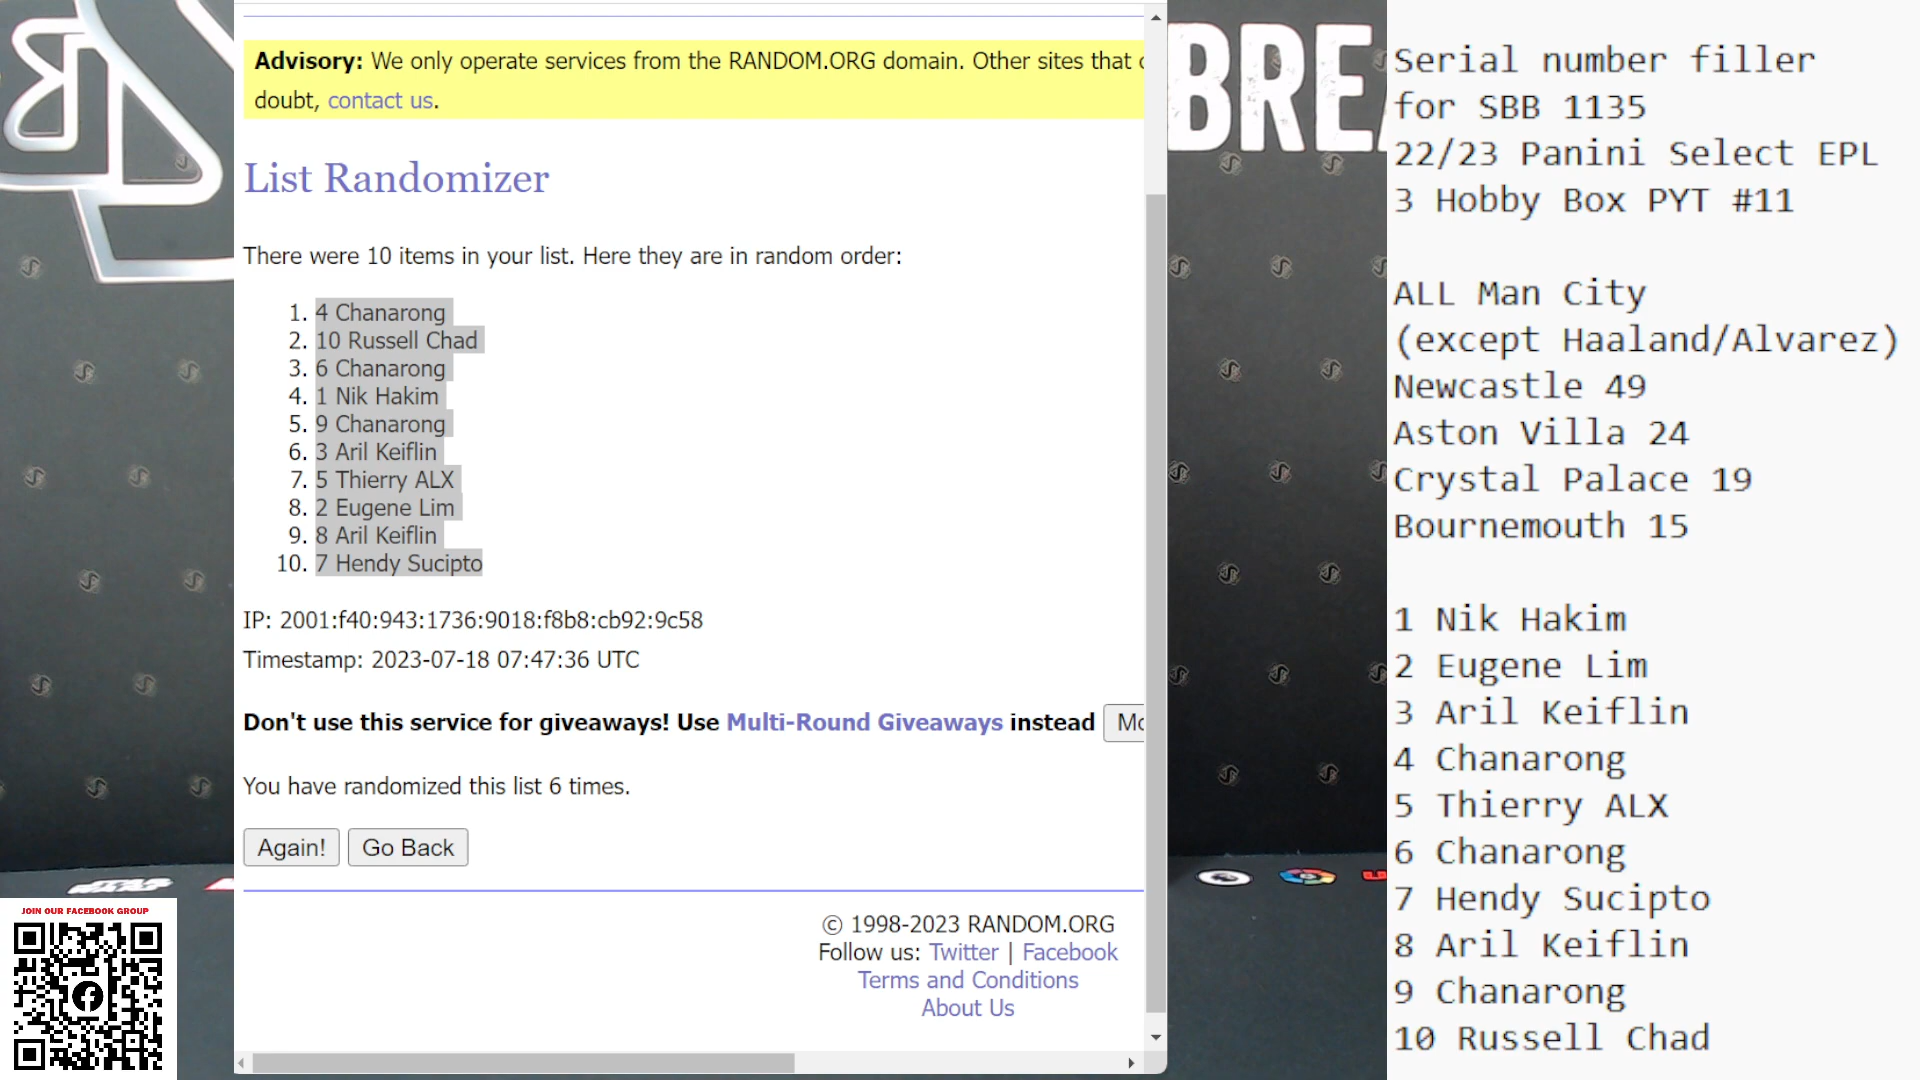 BREA
Advisory: We only operate services from the RANDOM.ORG domain. Other sites that
doubt, contact us.
List Randomizer
There were 10 items in your list. Here they are in random order:
1. 4 Chanarong
2. 10 Russell Chad
3. 6 Chanarong
4. 1 Nik Hakim
5. 9 Chanarong
6. 3 Aril Keiflin
7. 5 Thierry ALX
8. 2 Eugene Lim
9. 8 Aril Keiflin
10. 7 Hendy Sucipto
IP: 2001:f40:943:1736:9018:f8b8:cb92:9c58
Timestamp: 2023-07-18 07:47:36 UTC
Don't use this service for giveaways! Use Multi-Round Giveaways instead
You have randomized this list 6 times.
Again! Go Back
© 1998-2023 RANDOM.ORG
Follow us: Twitter | Facebook
Terms and Conditions
About Us
STAR WARS
JOIN OUR FACEBOOK GROUP
Serial number filler
for SBB 1135
22/23 Panini Select EPL
3 Hobby Box PYT #11
ALL Man City
(except Haaland/Alvarez)
Newcastle 49
Aston Villa 24
Crystal Palace 19
Bournemouth 15
1 Nik Hakim
2 Eugene Lim
3 Aril Keiflin
4 Chanarong
5 Thierry ALX
6 Chanarong
7 Hendy Sucipto
8 Aril Keiflin
9 Chanarong
10 Russell Chad